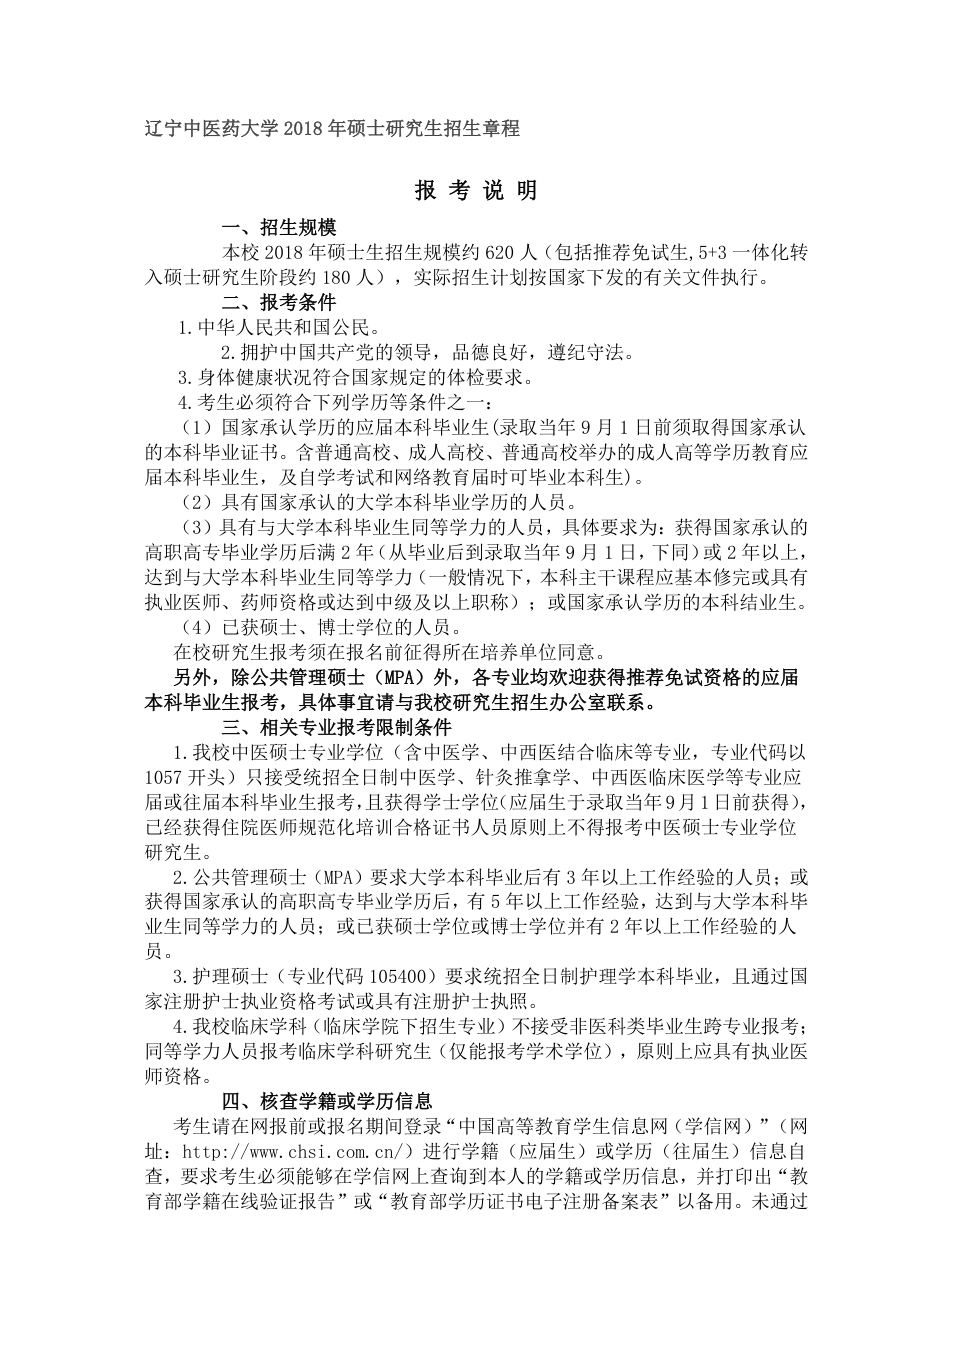 辽宁中医药大学 2018 年硕士研究生招生章程
报 考 说 明
一、招生规模
本校 2018 年硕士生招生规模约 620 人（包括推荐免试生,5+3 一体化转
入硕士研究生阶段约 180 人），实际招生计划按国家下发的有关文件执行。
二、报考条件
1.中华人民共和国公民。
2.拥护中国共产党的领导，品德良好，遵纪守法。
3.身体健康状况符合国家规定的体检要求。
4.考生必须符合下列学历等条件之一：
（1）国家承认学历的应届本科毕业生(录取当年 9 月 1 日前须取得国家承认
的本科毕业证书。含普通高校、成人高校、普通高校举办的成人高等学历教育应
届本科毕业生，及自学考试和网络教育届时可毕业本科生)。
（2）具有国家承认的大学本科毕业学历的人员。
（3）具有与大学本科毕业生同等学力的人员，具体要求为：获得国家承认的
高职高专毕业学历后满 2 年（从毕业后到录取当年 9 月 1 日，下同）或 2 年以上，
达到与大学本科毕业生同等学力（一般情况下，本科主干课程应基本修完或具有
执业医师、药师资格或达到中级及以上职称）；或国家承认学历的本科结业生。
（4）已获硕士、博士学位的人员。
在校研究生报考须在报名前征得所在培养单位同意。
另外，除公共管理硕士（MPA）外，各专业均欢迎获得推荐免试资格的应届
本科毕业生报考，具体事宜请与我校研究生招生办公室联系。
三、相关专业报考限制条件
1.我校中医硕士专业学位（含中医学、中西医结合临床等专业，专业代码以
1057 开头）只接受统招全日制中医学、针灸推拿学、中西医临床医学等专业应
届或往届本科毕业生报考，且获得学士学位（应届生于录取当年 9 月 1 日前获得），
已经获得住院医师规范化培训合格证书人员原则上不得报考中医硕士专业学位
研究生。
2.公共管理硕士（MPA）要求大学本科毕业后有 3 年以上工作经验的人员；或
获得国家承认的高职高专毕业学历后，有 5 年以上工作经验，达到与大学本科毕
业生同等学力的人员；或已获硕士学位或博士学位并有 2 年以上工作经验的人
员。
3.护理硕士（专业代码 105400）要求统招全日制护理学本科毕业，且通过国
家注册护士执业资格考试或具有注册护士执照。
4.我校临床学科（临床学院下招生专业）不接受非医科类毕业生跨专业报考；
同等学力人员报考临床学科研究生（仅能报考学术学位），原则上应具有执业医
师资格。
四、核查学籍或学历信息
考生请在网报前或报名期间登录“中国高等教育学生信息网（学信网）”（网
址：http://www.chsi.com.cn/）进行学籍（应届生）或学历（往届生）信息自
查，要求考生必须能够在学信网上查询到本人的学籍或学历信息，并打印出“教
育部学籍在线验证报告”或“教育部学历证书电子注册备案表”以备用。未通过